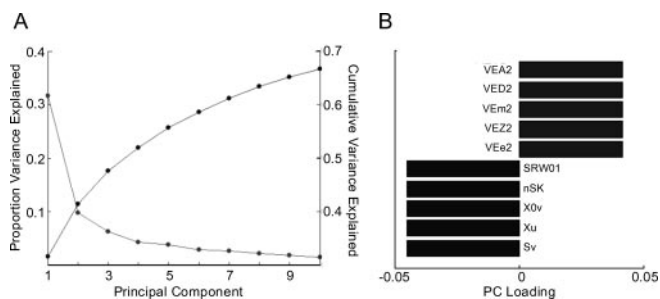 A
0.4
0.3
0.2
0.1
Proportion Variance Explained
1
3
5
7
9
Principal Component
0.7
0.6
0.5
0.4
Cumulative Variance Explained
B
VEA2
VED2
VEm2
VEZ2
VEe2
SRW01
nSK
X0v
Xu
Sv
-0.05
0
0.05
PC Loading